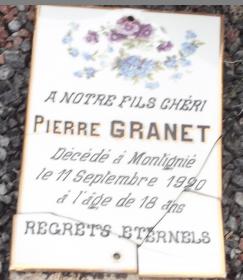 A NOTRE FILS CHÉRI
PIERRE GRANET
Décédé à Montignié
le 11 Septembre 1920
à l'âge de 18 ans
REGRETS ETERNELS